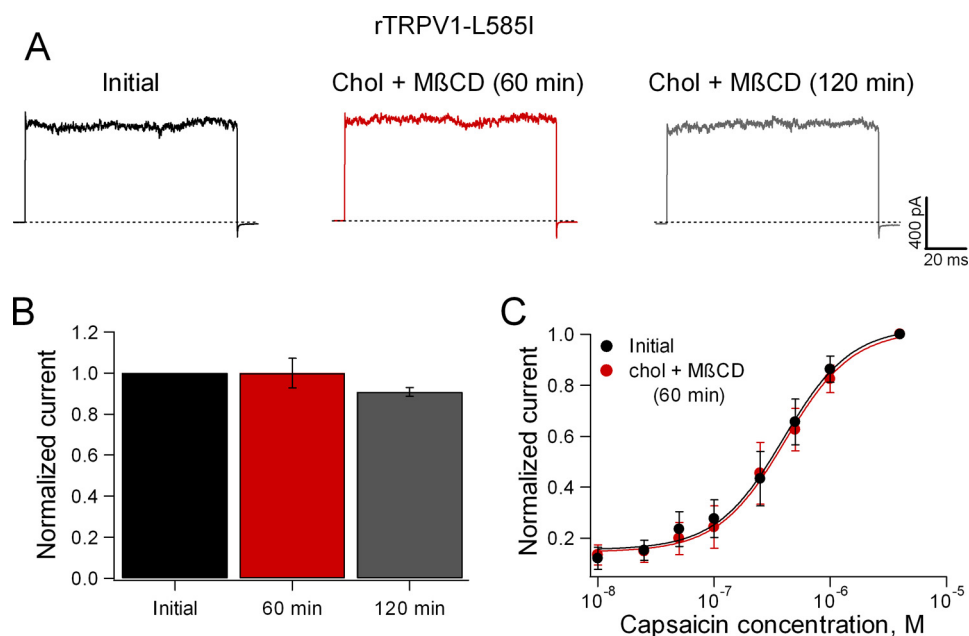 rTRPV1-L585I
A
Initial
Chol + MßCD (60 min)
Chol + MßCD (120 min)
400 pA
20 ms
B
Normalized current
1.2
1.0
0.8
0.6
0.4
0.2
0.0
Initial
60 min
120 min
C
Normalized current
1.0
0.8
0.6
0.4
0.2
Initial
chol + MßCD
(60 min)
10⁻⁸
10⁻⁷
10⁻⁶
10⁻⁵
Capsaicin concentration, M